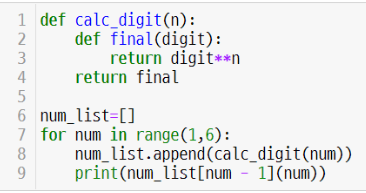 1 def calc_digit(n):
2     def final(digit):
3         return digit**n
4     return final
5
6 num_list=[]
7 for num in range(1,6):
8     num_list.append(calc_digit(num))
9     print(num_list[num - 1](num))